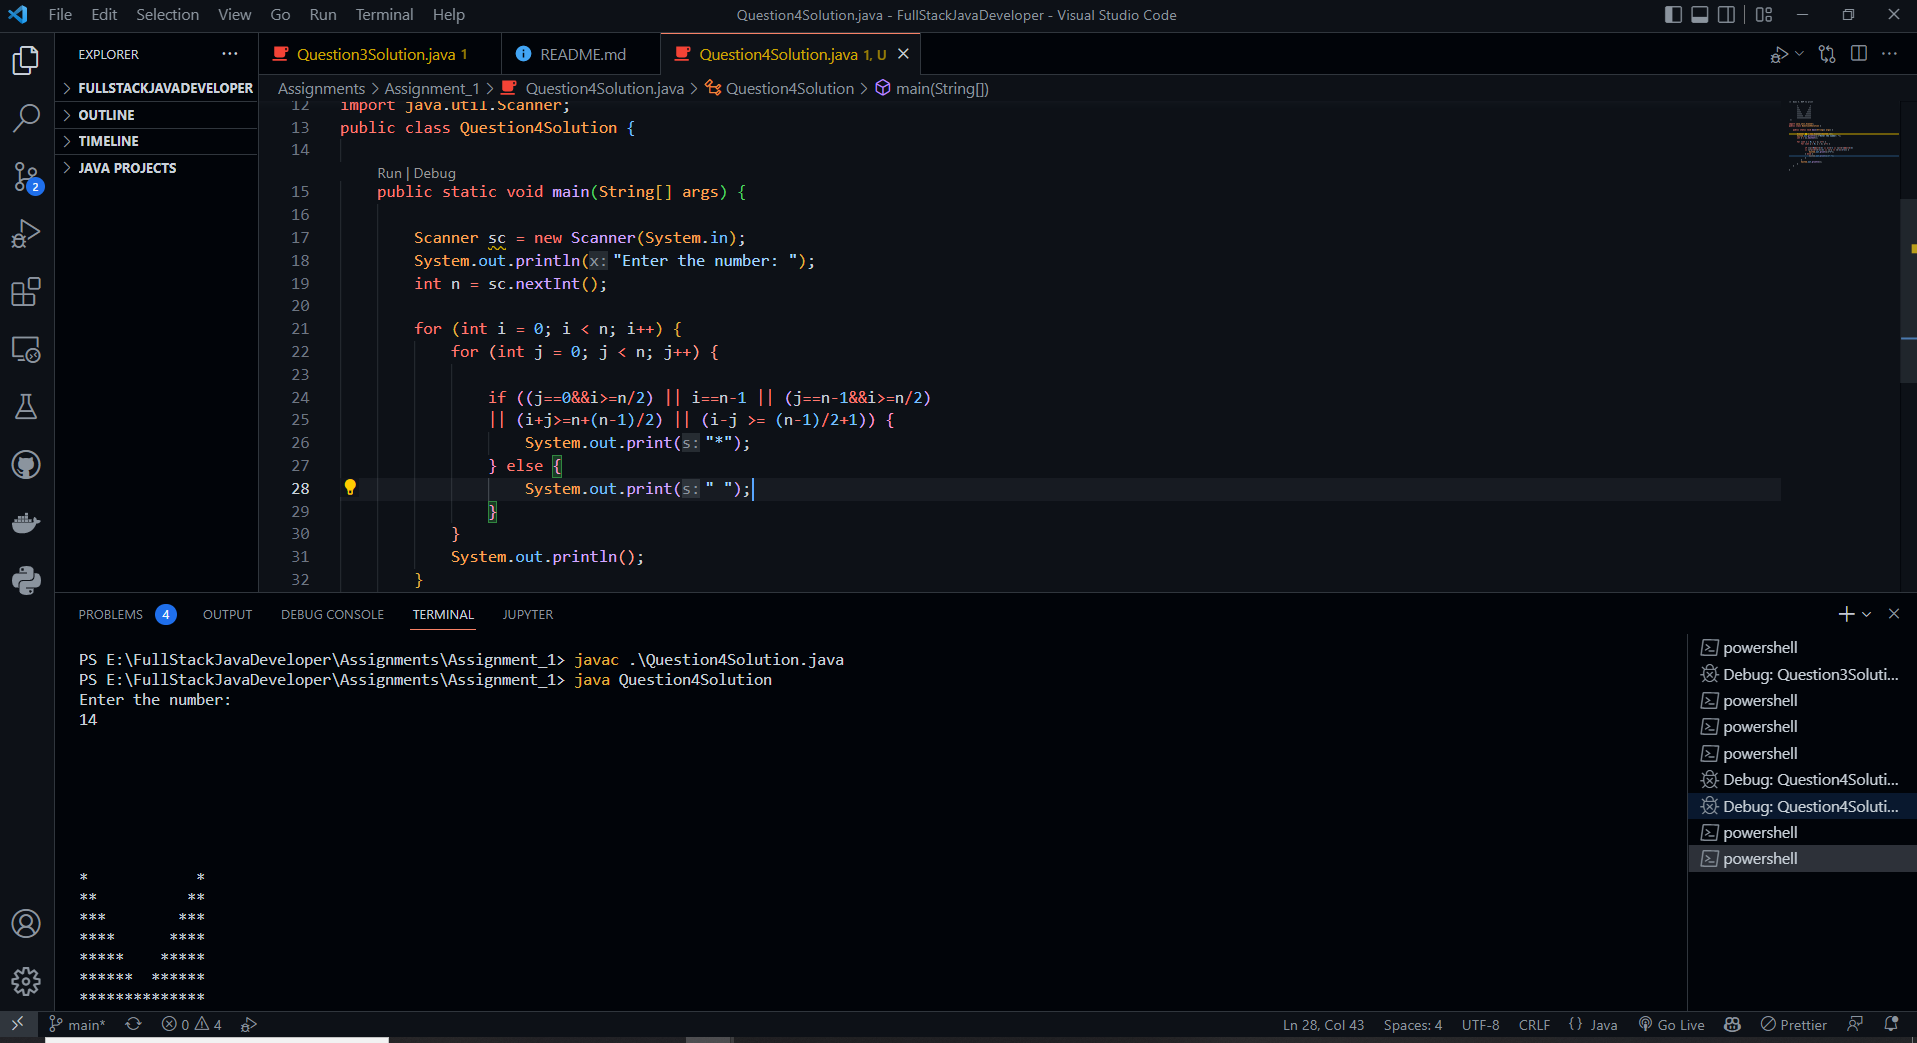 File Edit Selection View Go Run Terminal Help
Question4Solution.java - FullStackJavaDeveloper - Visual Studio Code
EXPLORER
FULLSTACKJAVADEVELOPER
OUTLINE
TIMELINE
JAVA PROJECTS
2
Question3Solution.java 1
README.md
Question4Solution.java 1, U
Assignments > Assignment_1 > Question4Solution.java > Question4Solution > main(String[])
12 import java.util.Scanner;
13 public class Question4Solution {
14
Run | Debug
15 public static void main(String[] args) {
16
17 Scanner sc = new Scanner(System.in);
18 System.out.println(x: "Enter the number: ");
19 int n = sc.nextInt();
20
21 for (int i = 0; i < n; i++) {
22 for (int j = 0; j < n; j++) {
23
24 if ((j==0&&i>=n/2) || i==n-1 || (j==n-1&&i>=n/2)
25 || (i+j>=n+(n-1)/2) || (i-j >= (n-1)/2+1)) {
26 System.out.print(s: "*");
27 } else {
28 System.out.print(s: " ");
29 }
30 }
31 System.out.println();
32 }
PROBLEMS 4 OUTPUT DEBUG CONSOLE TERMINAL JUPYTER
PS E:\FullStackJavaDeveloper\Assignments\Assignment_1> javac .\Question4Solution.java
PS E:\FullStackJavaDeveloper\Assignments\Assignment_1> java Question4Solution
Enter the number:
14
*            *
**          **
***        ***
****      ****
*****    *****
******  ******
**************
powershell
Debug: Question3Soluti...
powershell
powershell
powershell
Debug: Question4Soluti...
Debug: Question4Soluti...
powershell
powershell
main* 0 4
Ln 28, Col 43 Spaces: 4 UTF-8 CRLF {} Java Go Live Prettier